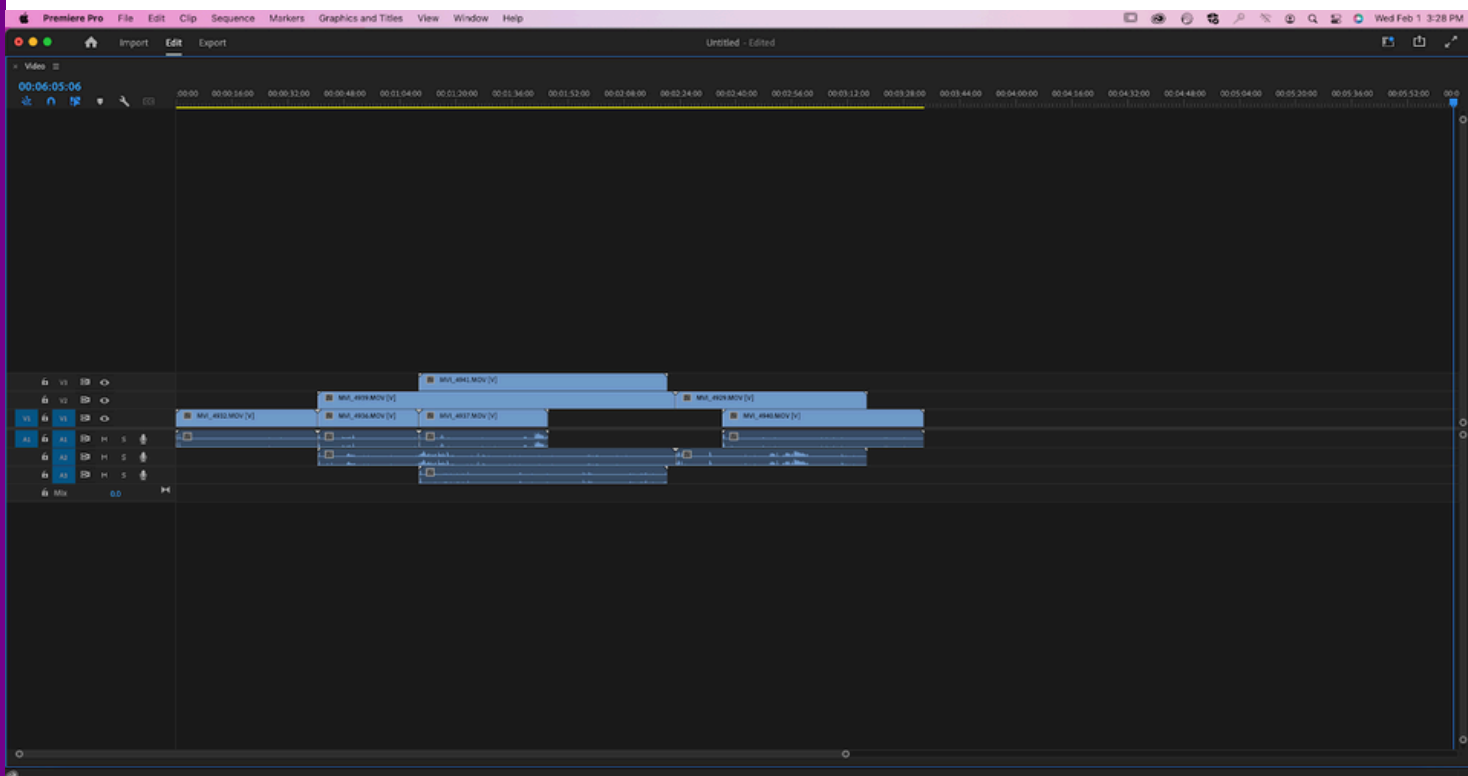 Premiere Pro File Edit Clip Sequence Markers Graphics and Titles View Window Help Wed Feb 1 3:28 PM
Import Edit Export Untitled - Edited
× Video
00:06:05:06
:00:00 00:00:16:00 00:00:32:00 00:00:48:00 00:01:04:00 00:01:20:00 00:01:36:00 00:01:52:00 00:02:08:00 00:02:24:00 00:02:40:00 00:02:56:00 00:03:12:00 00:03:28:00 00:03:44:00 00:04:00:00 00:04:16:00 00:04:32:00 00:04:48:00 00:05:04:00 00:05:20:00 00:05:36:00 00:05:52:00 00:0
V3 MVI_4941.MOV [V]
V2 MVI_4939.MOV [V] MVI_4929.MOV [V]
V1 V1 MVI_4932.MOV [V] MVI_4936.MOV [V] MVI_4937.MOV [V] MVI_4940.MOV [V]
A1 A1 M S
A2 M S
A3 M S
Mix 0.0